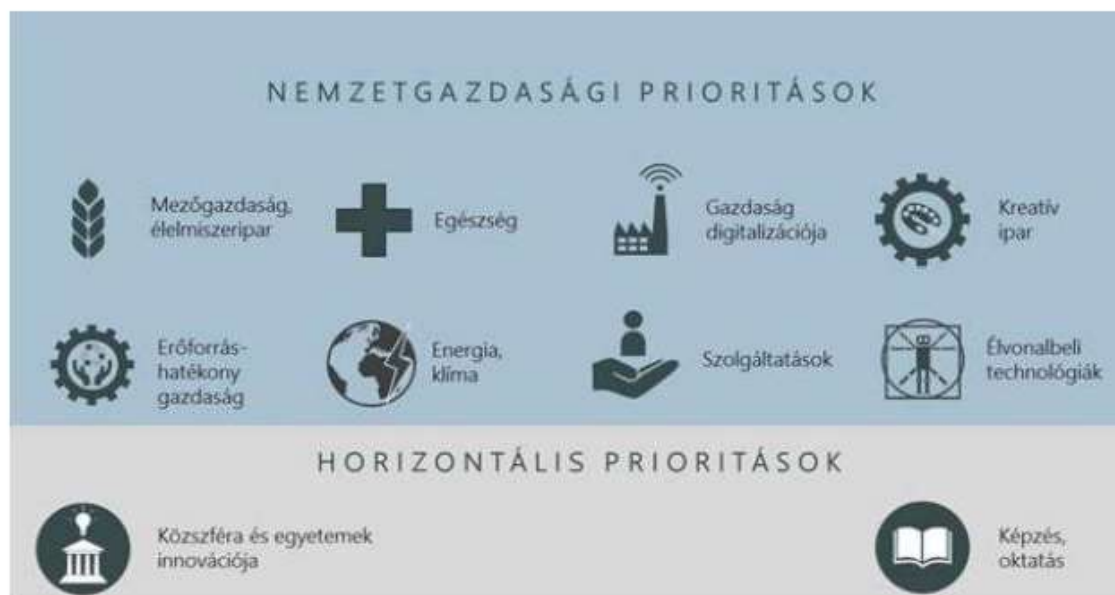 NEMZETGAZDASÁGI PRIORITÁSOK
Mezőgazdaság,
élelmiszeripar
Egészség
Gazdaság
digitalizációja
Kreatív
ipar
Erőforrás-
hatékony
gazdaság
Energia,
klíma
Szolgáltatások
Élvonalbeli
technológiák
HORIZONTÁLIS PRIORITÁSOK
Közszféra és egyetemek
innovációja
Képzés,
oktatás